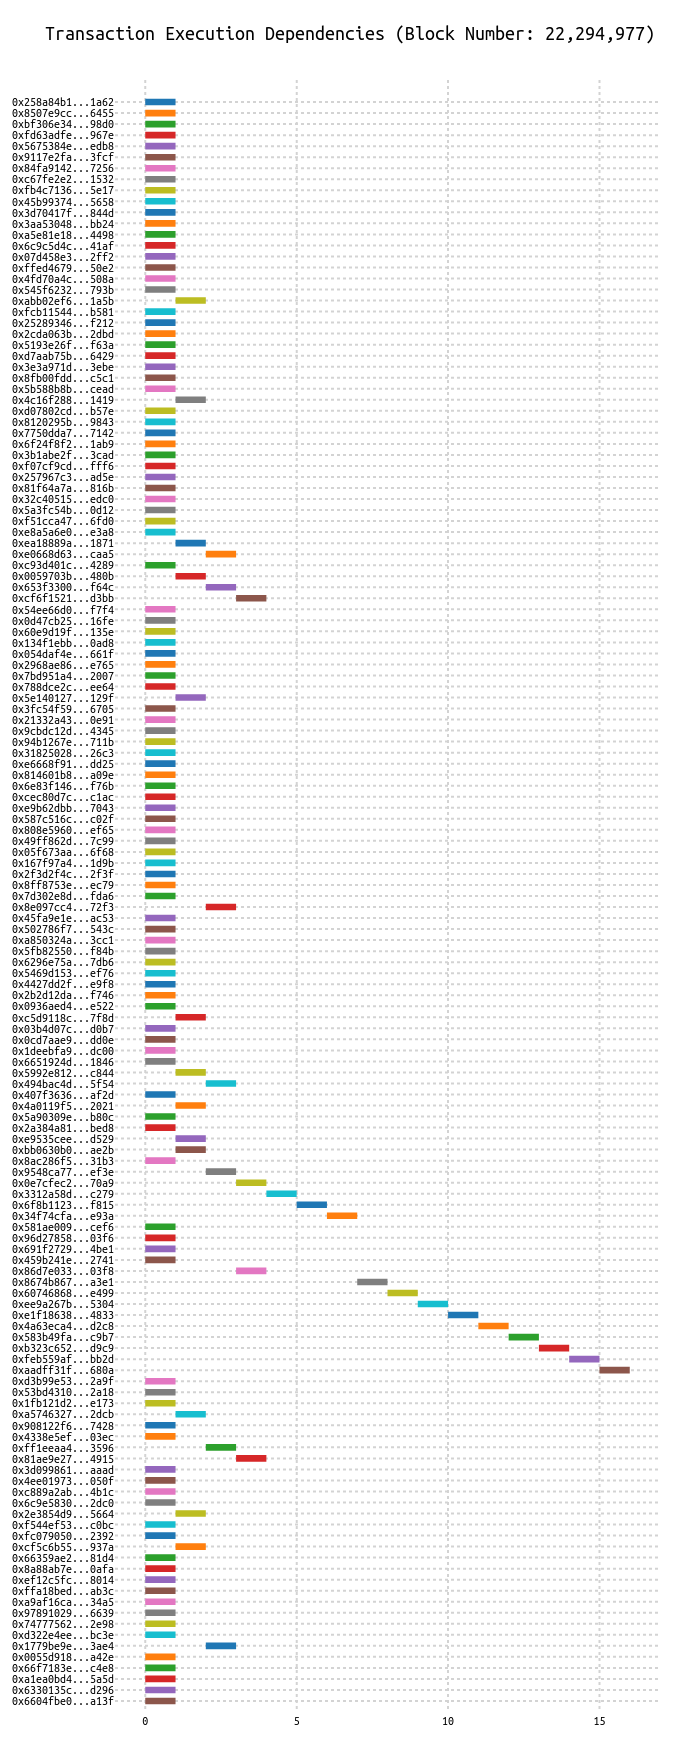 Transaction Execution Dependencies (Block Number: 22,294,977)
0x258a84b1...1a62
0x8507e9cc...6455
0xbf306e34...98d0
0xfd63adfe...967e
0x5675384e...edb8
0x9117e2fa...3fcf
0x84fa9142...7256
0xc67fe2e2...1532
0xfb4c7136...5e17
0x45b99374...5658
0x3d70417f...844d
0x3aa53048...bb24
0xa5e81e18...4498
0x6c9c5d4c...41af
0x07d458e3...2ff2
0xffed4679...50e2
0x4fd70a4c...508a
0x545f6232...793b
0xabb02ef6...1a5b
0xfcb11544...b581
0x25289346...f212
0x2cda063b...2dbd
0x5193e26f...f63a
0xd7aab75b...6429
0x3e3a971d...3ebe
0x8fb00fdd...c5c1
0x5b588b8b...cead
0x4c16f288...1419
0xd07802cd...b57e
0x8120295b...9843
0x7750dda7...7142
0x6f24f8f2...1ab9
0x3b1abe2f...3cad
0xf07cf9cd...fff6
0x257967c3...ad5e
0x81f64a7a...816b
0x32c40515...edc0
0x5a3fc54b...0d12
0xf51cca47...6fd0
0xe8a5a6e0...e3a8
0xea18889a...1871
0xe0668d63...caa5
0xc93d401c...4289
0x0059703b...480b
0x653f3300...f64c
0xcf6f1521...d3bb
0x54ee66d0...f7f4
0x0d47cb25...16fe
0x60e9d19f...135e
0x134f1ebb...0ad8
0x054daf4e...661f
0x2968ae86...e765
0x7bd951a4...2007
0x788dce2c...ee64
0x5e140127...129f
0x3fc54f59...6705
0x21332a43...0e91
0x9cbdc12d...4345
0x94b1267e...711b
0x31825028...26c3
0xe6668f91...dd25
0x814601b8...a09e
0x6e83f146...f76b
0xcec80d7c...c1ac
0xe9b62dbb...7043
0x587c516c...c02f
0x808e5960...ef65
0x49ff862d...7c99
0x05f673aa...6f68
0x167f97a4...1d9b
0x2f3d2f4c...2f3f
0x8ff8753e...ec79
0x7d302e8d...fda6
0x8e097cc4...72f3
0x45fa9e1e...ac53
0x502786f7...543c
0xa850324a...3cc1
0x5fb82550...f84b
0x6296e75a...7db6
0x5469d153...ef76
0x4427dd2f...e9f8
0x2b2d12da...f746
0x0936aed4...e522
0xc5d9118c...7f8d
0x03b4d07c...d0b7
0x0cd7aae9...dd0e
0x1deebfa9...dc00
0x6651924d...1846
0x5992e812...c844
0x494bac4d...5f54
0x407f3636...af2d
0x4a0119f5...2021
0x5a90309e...b80c
0x2a384a81...bed8
0xe9535cee...d529
0xbb0630b0...ae2b
0x8ac286f5...31b3
0x9548ca77...ef3e
0x0e7cfec2...70a9
0x3312a58d...c279
0x6f8b1123...f815
0x34f74cfa...e93a
0x581ae009...cef6
0x96d27858...03f6
0x691f2729...4be1
0x459b241e...2741
0x86d7e033...03f8
0x8674b867...a3e1
0x60746868...e499
0xee9a267b...5304
0xe1f18638...4833
0x4a63eca4...d2c8
0x583b49fa...c9b7
0xb323c652...d9c9
0xfeb559af...bb2d
0xaadff31f...680a
0xd3b99e53...2a9f
0x53bd4310...2a18
0x1fb121d2...e173
0xa5746327...2dcb
0x908122f6...7428
0x4338e5ef...03ec
0xff1eeaa4...3596
0x81ae9e27...4915
0x3d099861...aaad
0x4ee01973...050f
0xc889a2ab...4b1c
0x6c9e5830...2dc0
0x2e3854d9...5664
0xf544ef53...c0bc
0xfc079050...2392
0xcf5c6b55...937a
0x66359ae2...81d4
0x8a88ab7e...0afa
0xef12c5fc...8014
0xffa18bed...ab3c
0xa9af16ca...34a5
0x97891029...6639
0x74777562...2e98
0xd322e4ee...bc3e
0x1779be9e...3ae4
0x0055d918...a42e
0x66f7183e...c4e8
0xa1ea0bd4...5a5d
0x6330135c...d296
0x6604fbe0...a13f
0 5 10 15